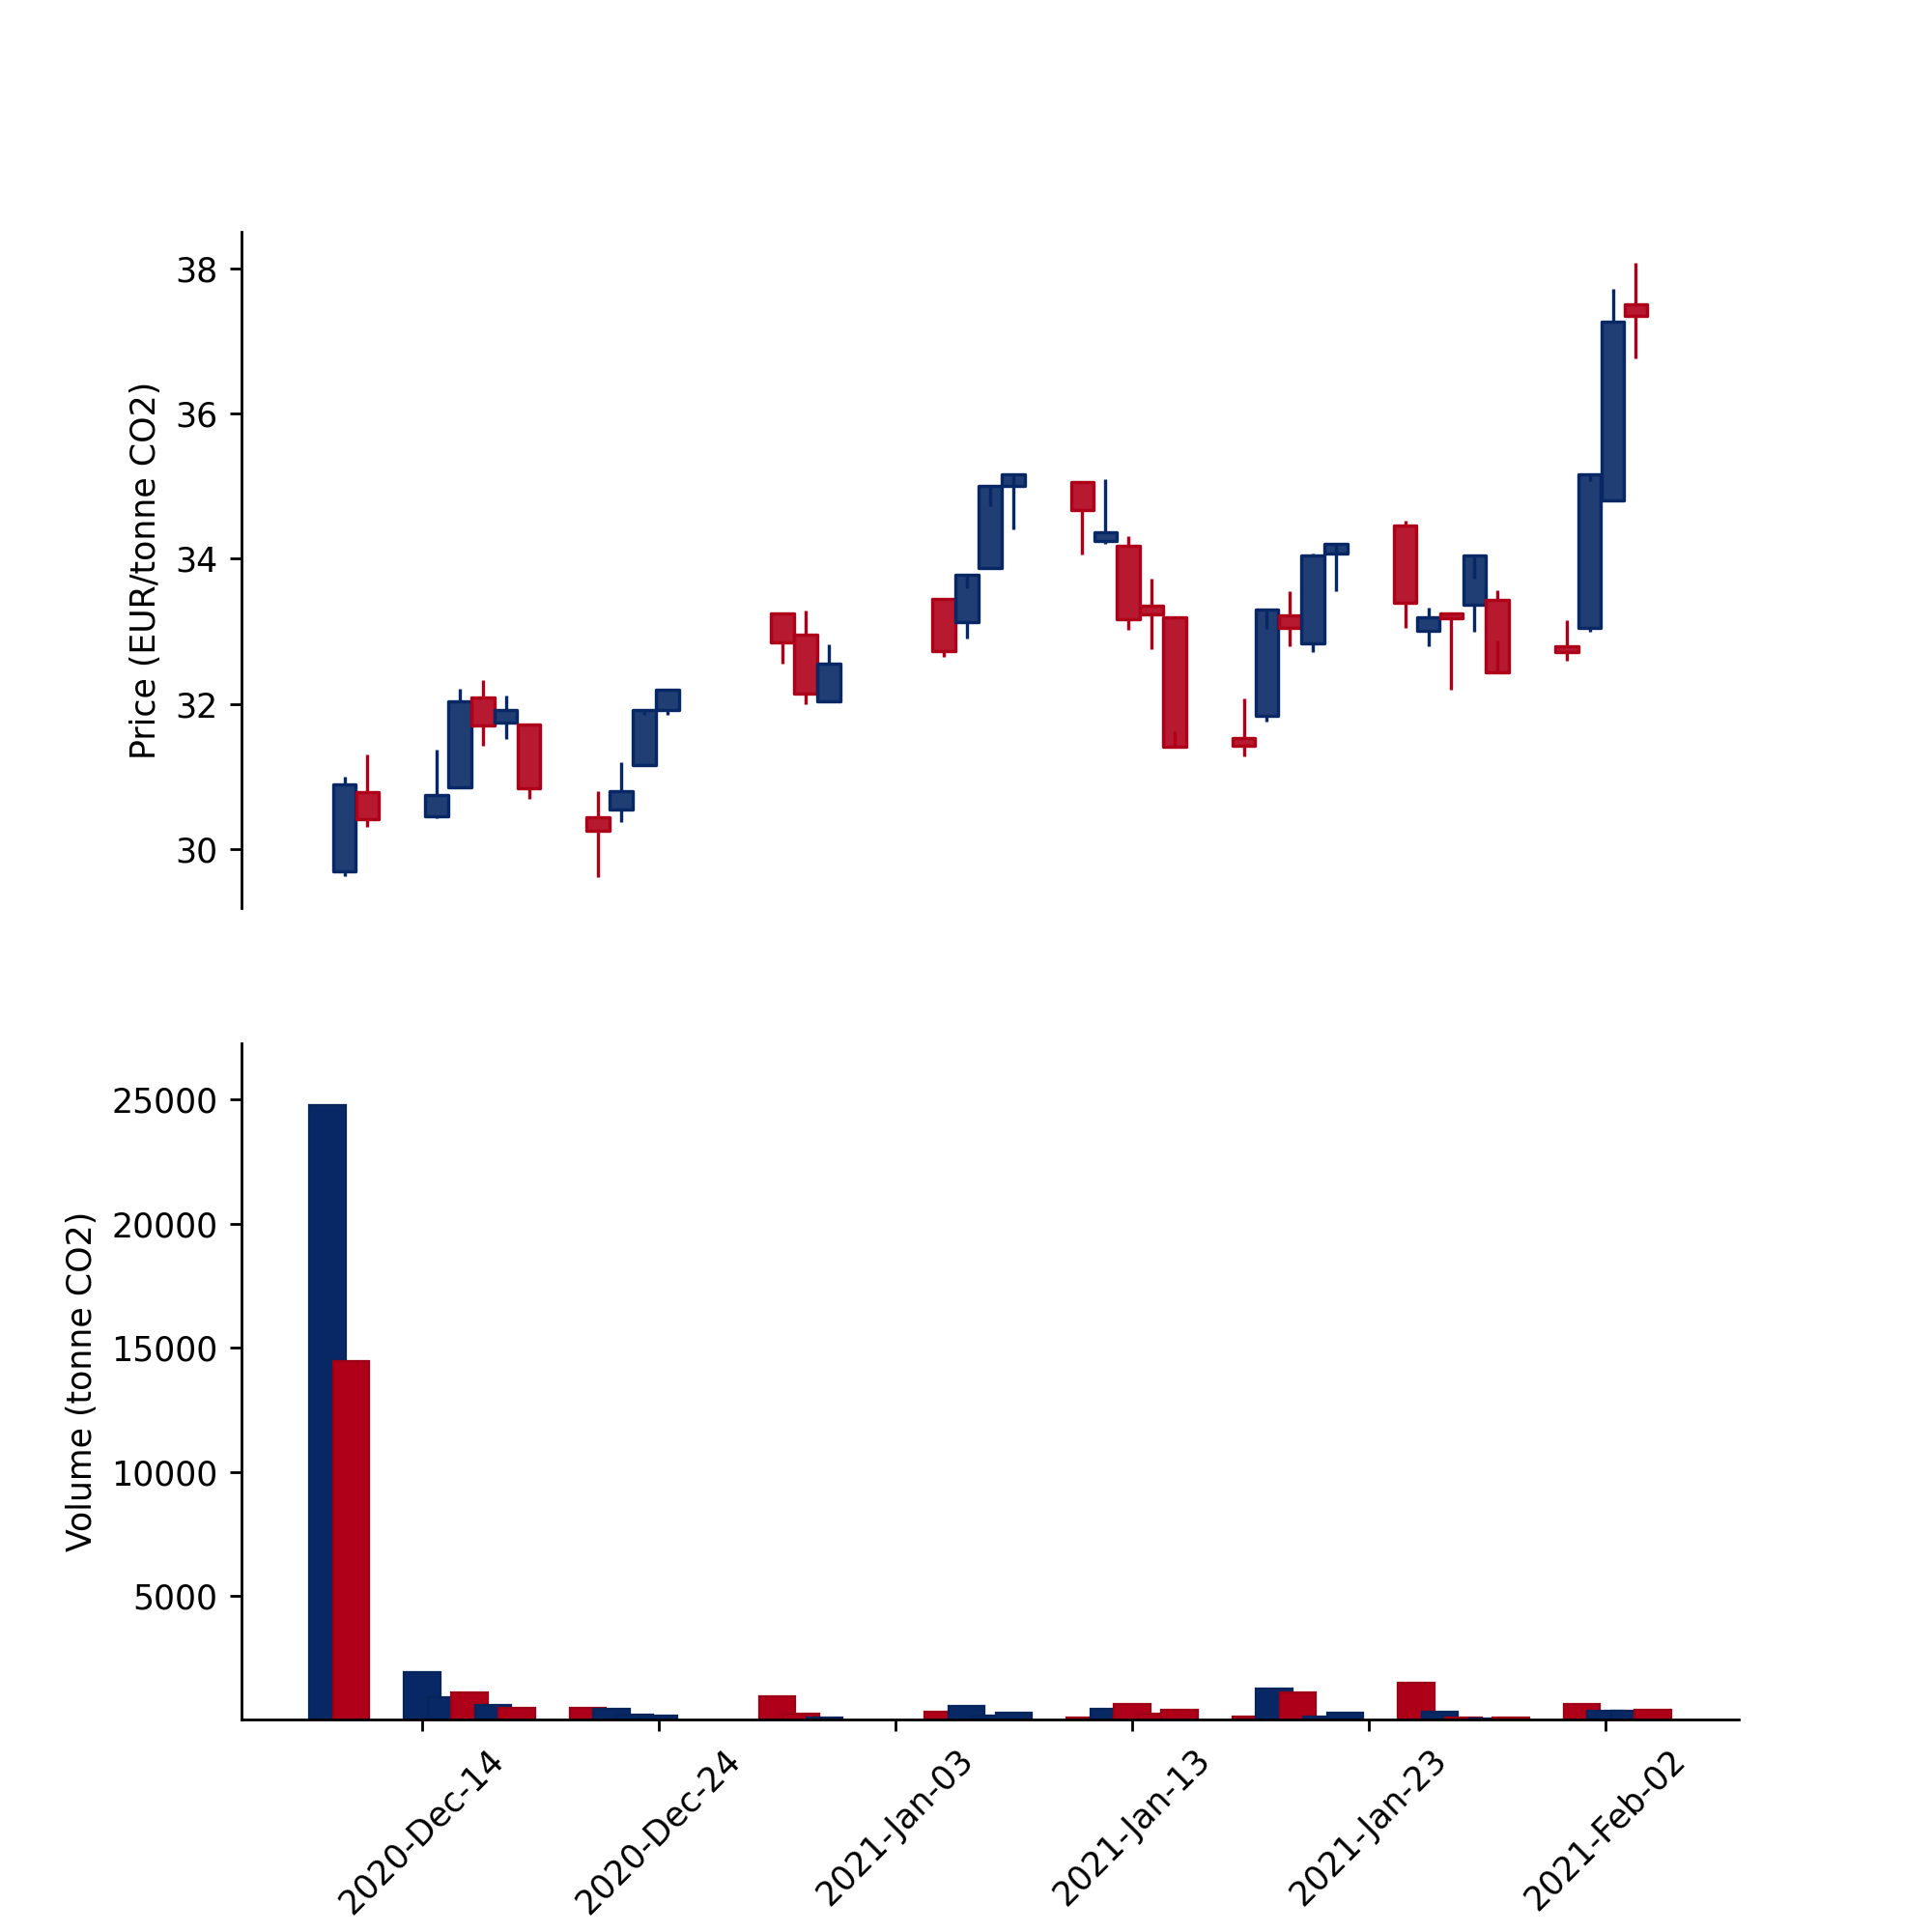 Price (EUR/tonne CO2)
38
36
34
32
30
Volume (tonne CO2)
25000
20000
15000
10000
5000
2020-Dec-14
2020-Dec-24
2021-Jan-03
2021-Jan-13
2021-Jan-23
2021-Feb-02